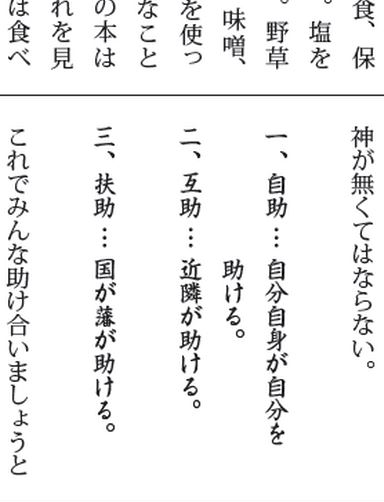 食、保
。塩を
。野草
味噌、
を使っ
なこと
の本は
れを見
は食べ
神が無くてはならない。
一、自助…自分自身が自分を
助ける。
二、互助…近隣が助ける。
三、扶助…国が藩が助ける。
これでみんな助け合いましょうと